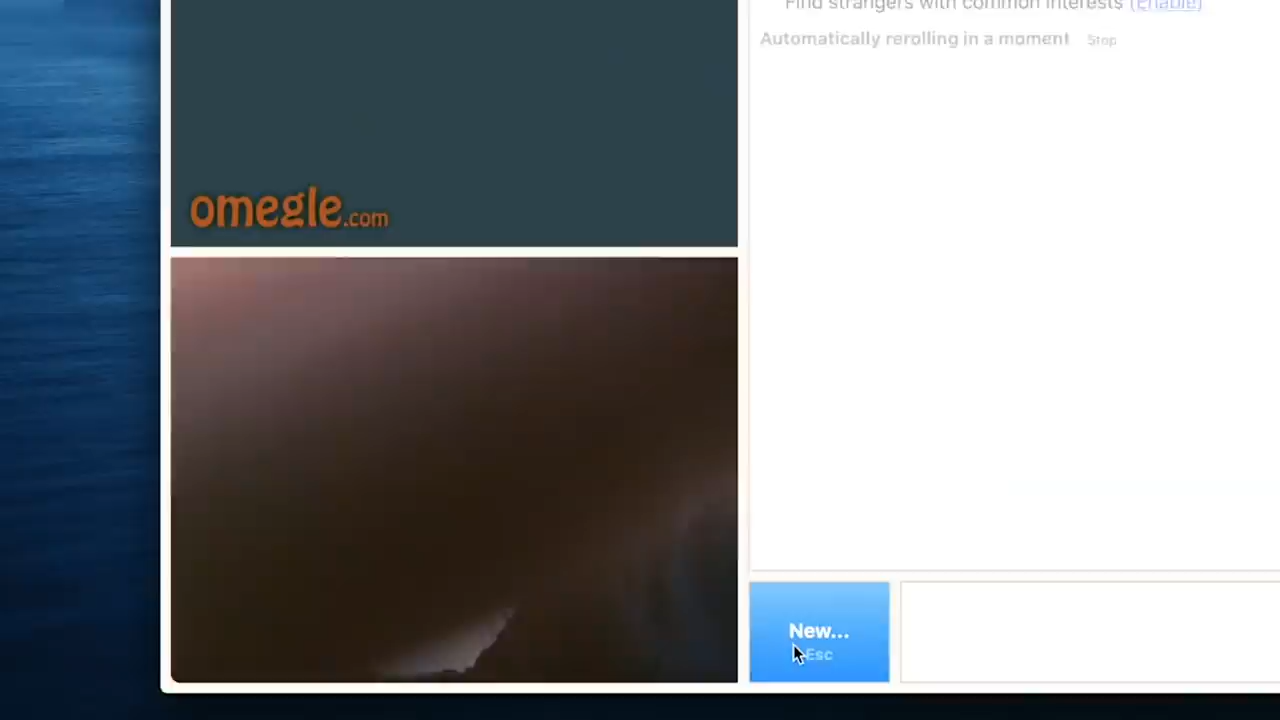 Find strangers with common interests (Enable)
Automatically rerolling in a moment Stop
omegle.com
New...
Esc